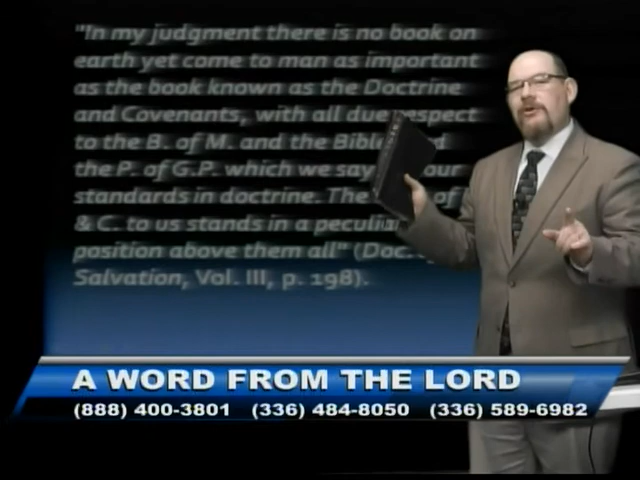 "In my judgment there is no book on
earth yet come to man as important
as the book known as the Doctrine
and Covenants, with all due respect
to the B. of M. and the Bible
the P. of G.P. which we say our
standards in doctrine. The of
& C. to us stands in a peculiar
position above them all" (Doc.
Salvation, Vol. III, p. 198).
A WORD FROM THE LORD
(888) 400-3801 (336) 484-8050 (336) 589-6982